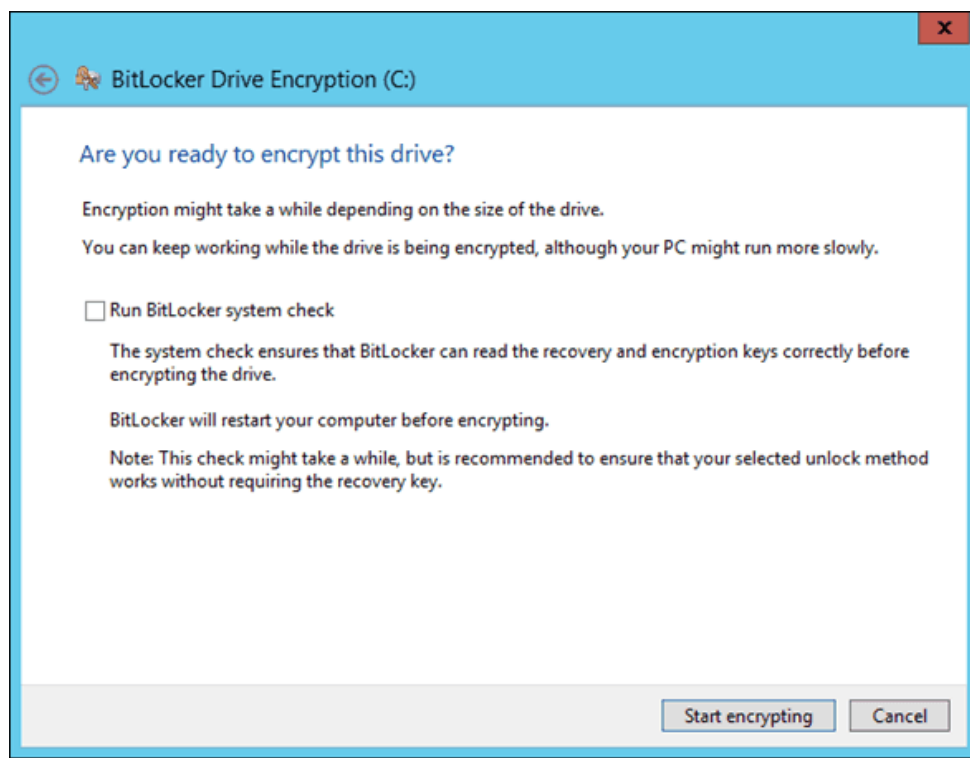 x
BitLocker Drive Encryption (C:)
Are you ready to encrypt this drive?
Encryption might take a while depending on the size of the drive.
You can keep working while the drive is being encrypted, although your PC might run more slowly.
Run BitLocker system check
The system check ensures that BitLocker can read the recovery and encryption keys correctly before
encrypting the drive.
BitLocker will restart your computer before encrypting.
Note: This check might take a while, but is recommended to ensure that your selected unlock method
works without requiring the recovery key.
Start encrypting Cancel